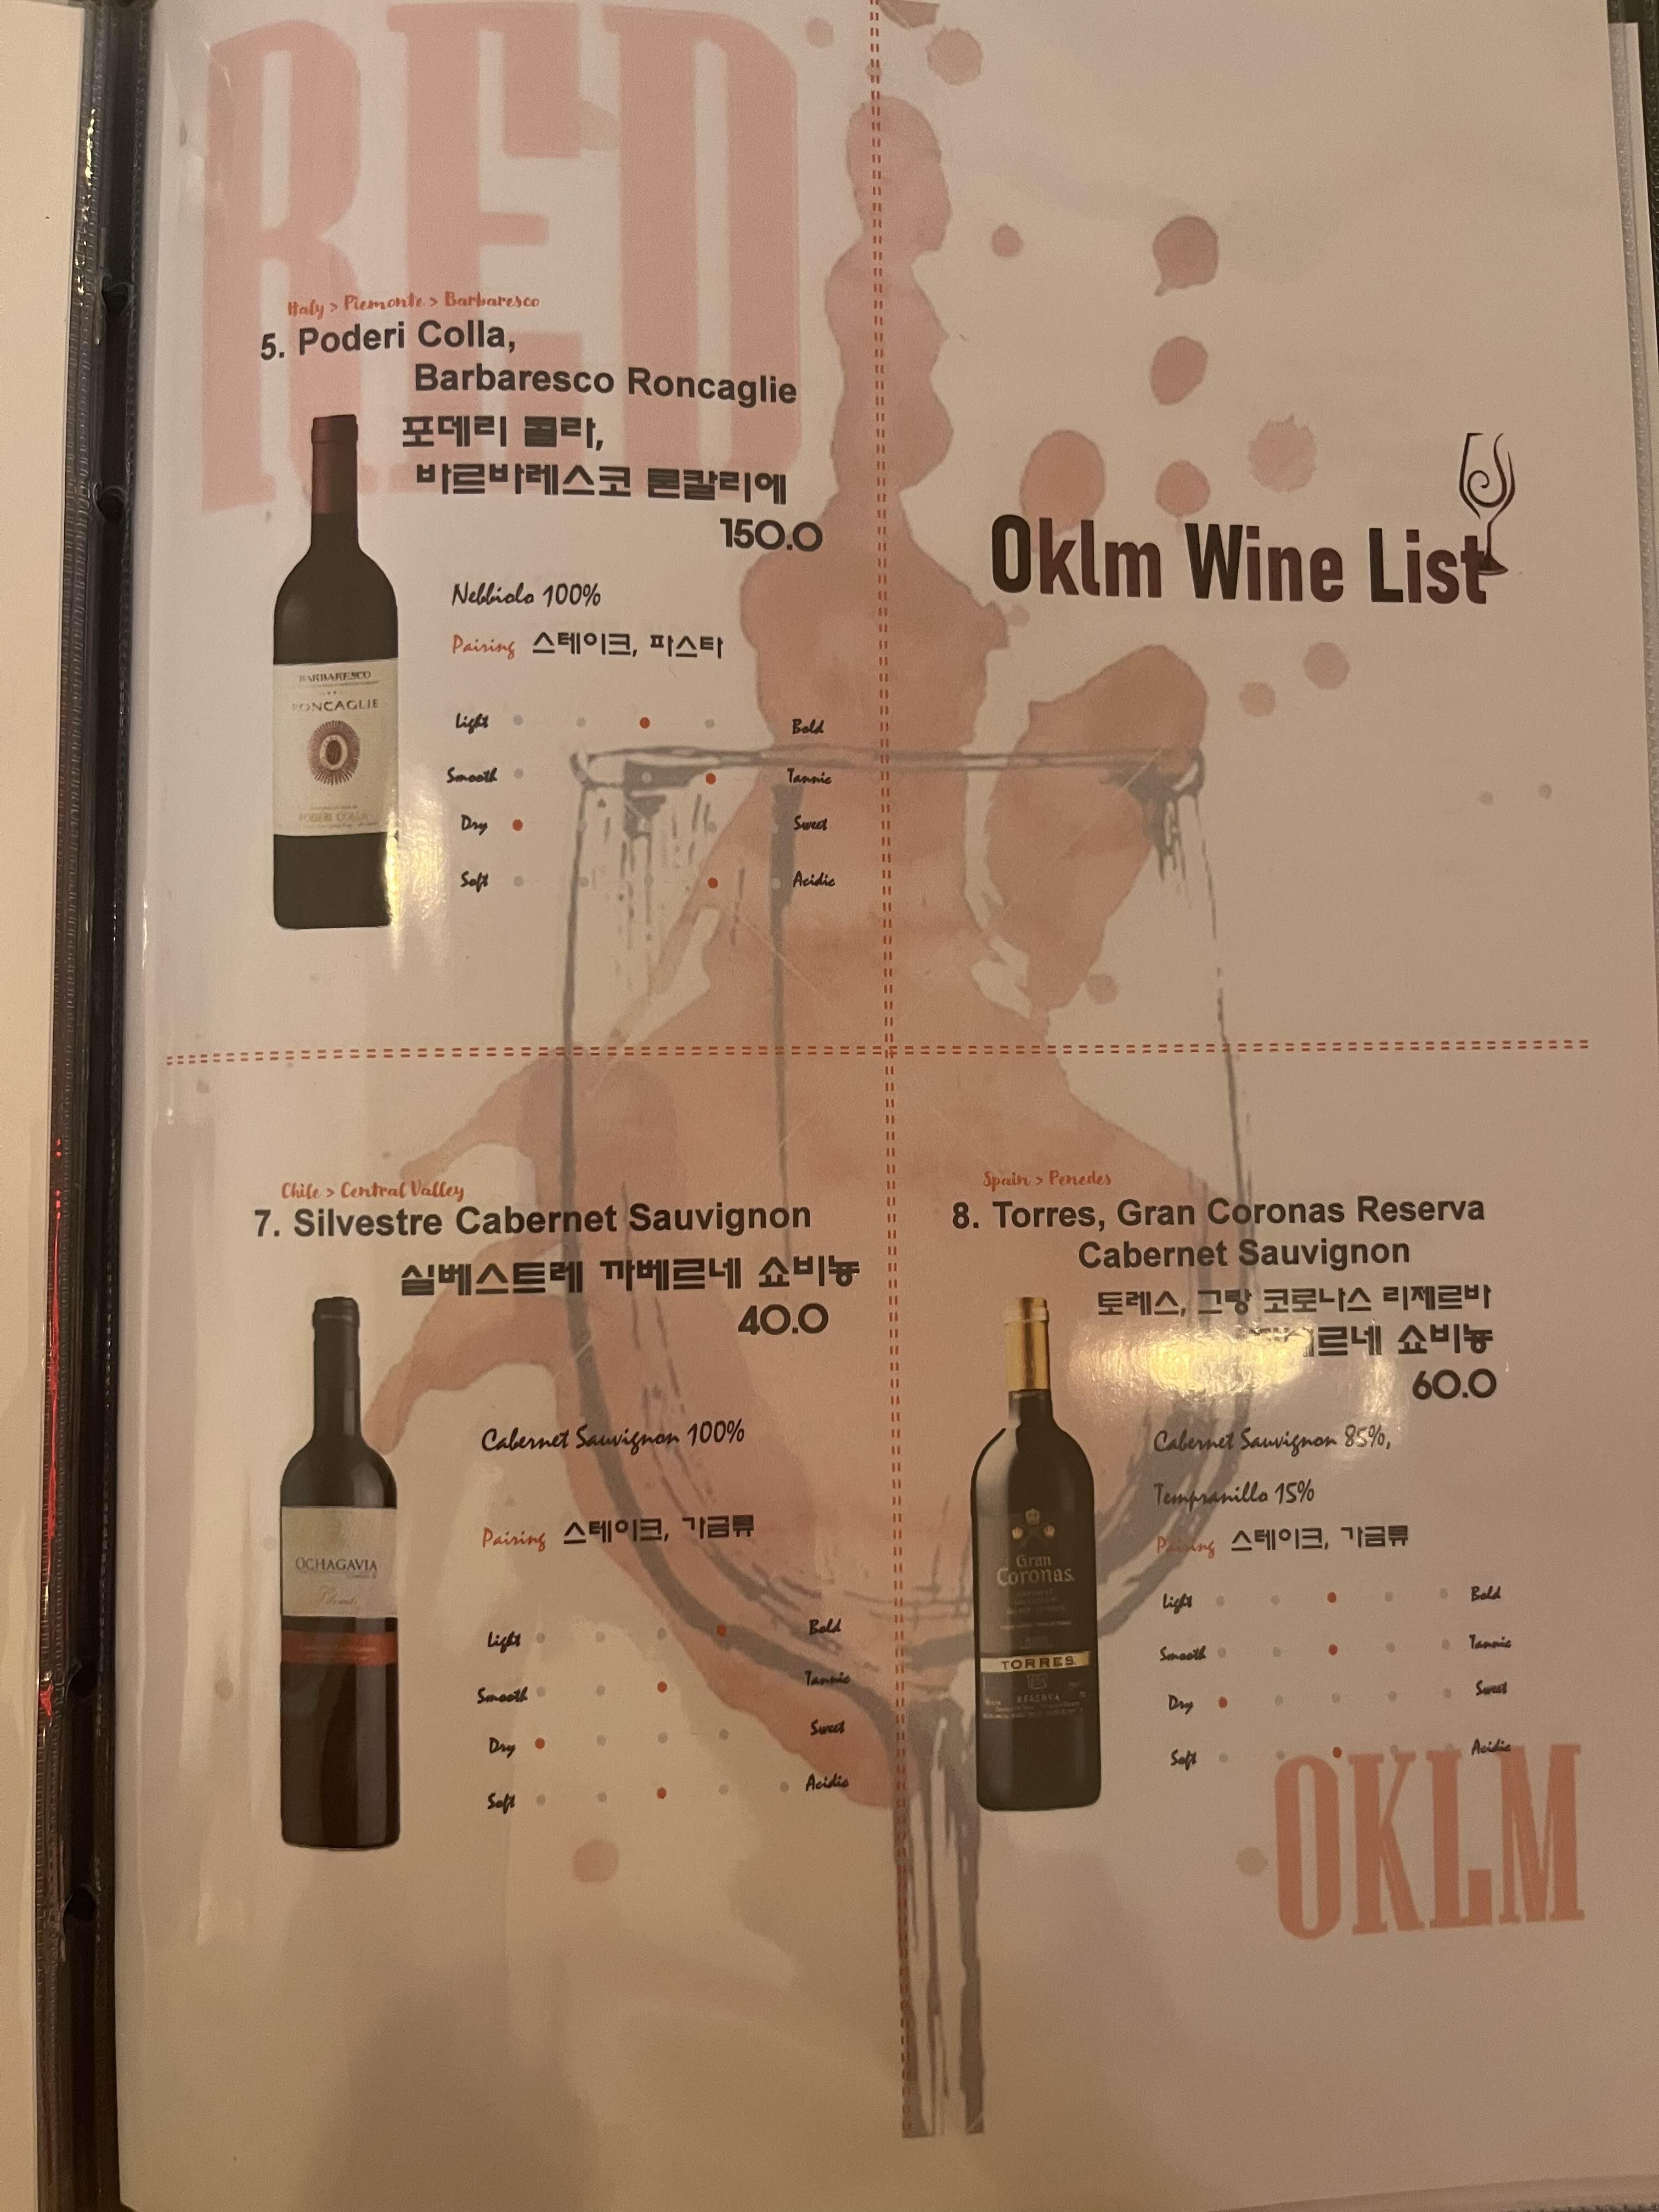 RED
Italy > Piemonte > Barbaresco
5. Poderi Colla,
Barbaresco Roncaglie
포데리 콜라,
바르바레스코 론칼리에
150.0
Nebbiolo 100%
Pairing 스테이크, 파스타
Light Bold
Smooth Tannic
Dry Sweet
Soft Acidic
BARBARESCO
RONCAGLIE
PODERI COLLA
Oklm Wine List
Chile > Central Valley
7. Silvestre Cabernet Sauvignon
실베스트레 까베르네 쇼비뇽
40.0
Cabernet Sauvignon 100%
Pairing 스테이크, 가금류
Light Bold
Smooth Tannic
Dry Sweet
Soft Acidic
OCHAGAVIA
Spain > Penedes
8. Torres, Gran Coronas Reserva
Cabernet Sauvignon
토레스, 그랑 코로나스 리제르바
쇼비뇽
60.0
Cabernet Sauvignon 85%,
Tempranillo 15%
Pairing 스테이크, 가금류
Light Bold
Smooth Tannic
Dry Sweet
Soft Acidic
Gran
Coronas
TORRES
RESERVA
OKLM